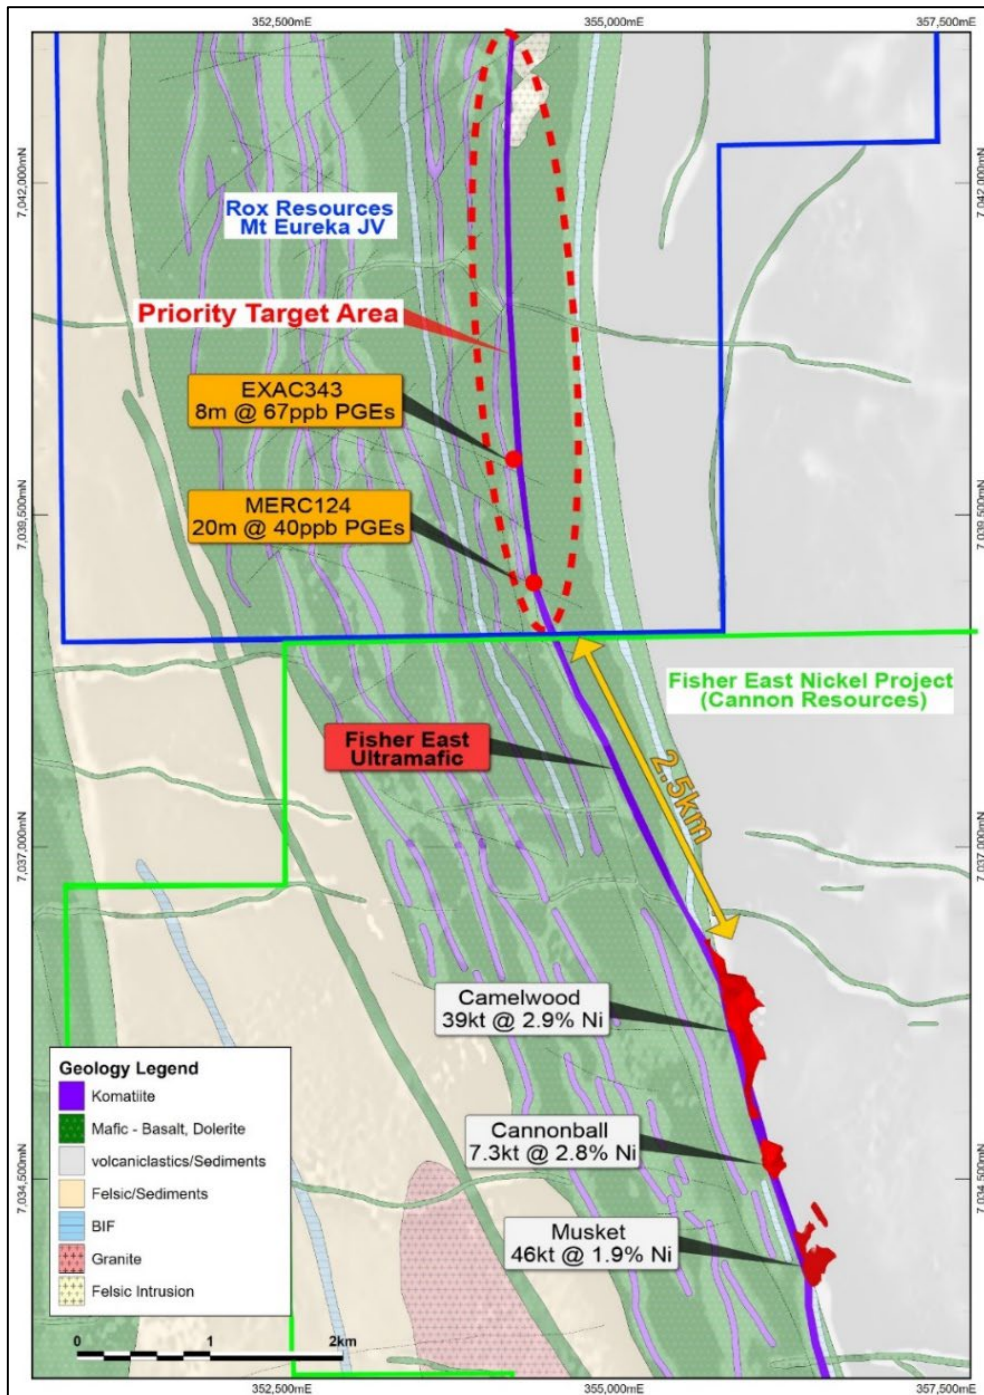 352,500mE
355,000mE
357,500mE
7,042,000mN
7,042,000mN
Rox Resources
Mt Eureka JV
Priority Target Area
EXAC343
8m @ 67ppb PGEs
MERC124
20m @ 40ppb PGEs
7,039,500mN
7,039,500mN
Fisher East Nickel Project
(Cannon Resources)
Fisher East
Ultramafic
2.5km
7,037,000mN
7,037,000mN
Camelwood
39kt @ 2.9% Ni
Cannonball
7.3kt @ 2.8% Ni
Musket
46kt @ 1.9% Ni
7,034,500mN
7,034,500mN
Geology Legend
Komatiite
Mafic - Basalt, Dolerite
volcaniclastics/Sediments
Felsic/Sediments
BIF
Granite
Felsic Intrusion
0
1
2km
352,500mE
355,000mE
357,500mE